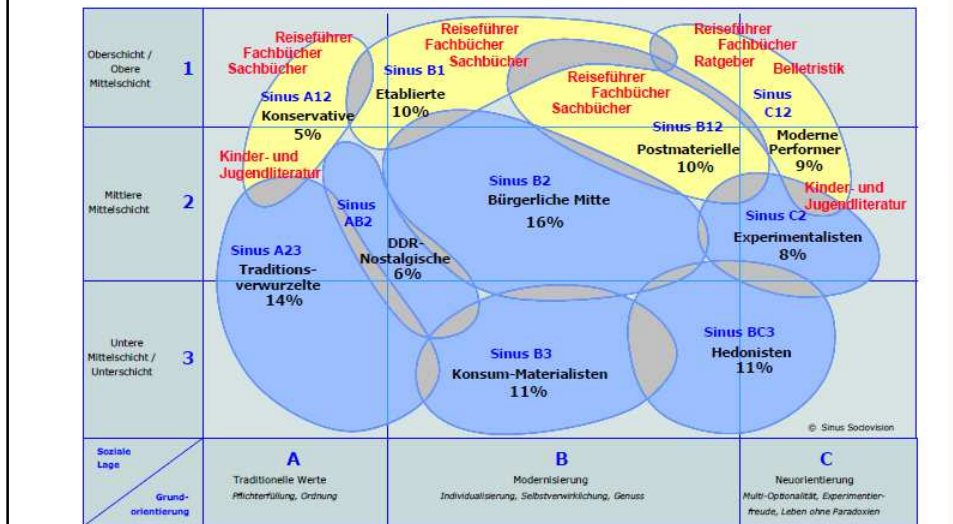 Oberschicht /
Obere
Mittelschicht
1
Reiseführer
Fachbücher
Sachbücher
Sinus A12
Konservative
5%
Kinder- und
Jugendliteratur
Reiseführer
Fachbücher
Sachbücher
Sinus B1
Etablierte
10%
Reiseführer
Fachbücher
Sachbücher
Sinus B12
Postmaterielle
10%
Reiseführer
Fachbücher
Ratgeber
Belletristik
Sinus
C12
Moderne
Performer
9%
Kinder- und
Jugendliteratur
Mittlere
Mittelschicht
2
Sinus A23
Traditions-
verwurzelte
14%
Sinus
AB2
DDR-
Nostalgische
6%
Sinus B2
Bürgerliche Mitte
16%
Sinus C2
Experimentalisten
8%
Untere
Mittelschicht /
Unterschicht
3
Sinus B3
Konsum-Materialisten
11%
Sinus BC3
Hedonisten
11%
© Sinus Sociovision
Soziale
Lage
Grund-
orientierung
A
Traditionelle Werte
Pflichterfüllung, Ordnung
B
Modernisierung
Individualisierung, Selbstverwirklichung, Genuss
C
Neuorientierung
Multi-Optionalität, Experimentier-
freude, Leben ohne Paradoxien